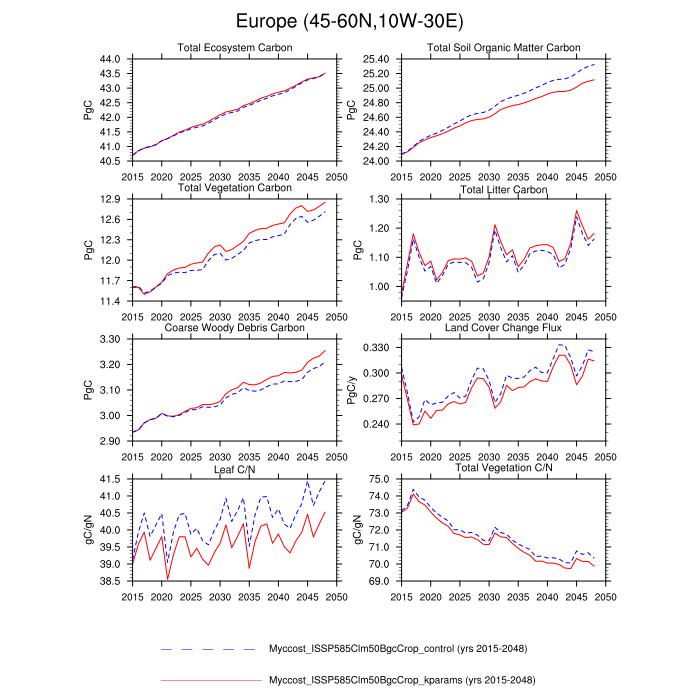 Europe (45-60N,10W-30E)
Total Ecosystem Carbon
Total Soil Organic Matter Carbon
PgC
44.0
43.5
43.0
42.5
42.0
41.5
41.0
40.5
2015 2020 2025 2030 2035 2040 2045 2050
PgC
25.40
25.20
25.00
24.80
24.60
24.40
24.20
24.00
2015 2020 2025 2030 2035 2040 2045 2050
Total Vegetation Carbon
Total Litter Carbon
PgC
12.9
12.6
12.3
12.0
11.7
11.4
2015 2020 2025 2030 2035 2040 2045 2050
PgC
1.30
1.20
1.10
1.00
2015 2020 2025 2030 2035 2040 2045 2050
Coarse Woody Debris Carbon
Land Cover Change Flux
PgC
3.30
3.20
3.10
3.00
2.90
2015 2020 2025 2030 2035 2040 2045 2050
PgC/y
0.330
0.300
0.270
0.240
2015 2020 2025 2030 2035 2040 2045 2050
Leaf C/N
Total Vegetation C/N
gC/gN
41.5
41.0
40.5
40.0
39.5
39.0
38.5
2015 2020 2025 2030 2035 2040 2045 2050
gC/gN
75.0
74.0
73.0
72.0
71.0
70.0
69.0
2015 2020 2025 2030 2035 2040 2045 2050
Myccost_ISSP585Clm50BgcCrop_control (yrs 2015-2048)
Myccost_ISSP585Clm50BgcCrop_kparams (yrs 2015-2048)